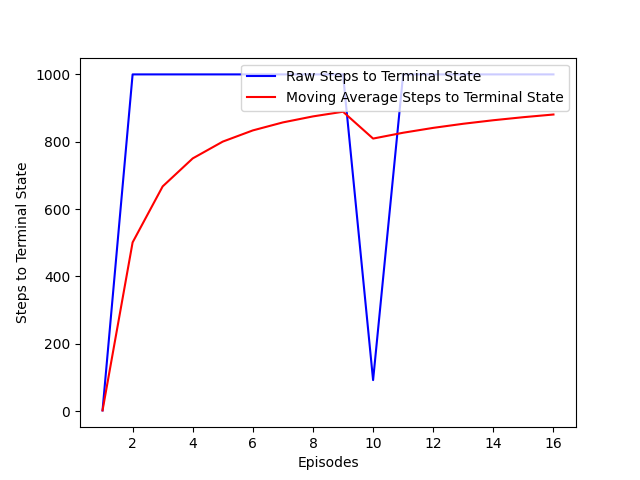 Raw Steps to Terminal State
Moving Average Steps to Terminal State
Steps to Terminal State
1000
800
600
400
200
0
2 4 6 8 10 12 14 16
Episodes